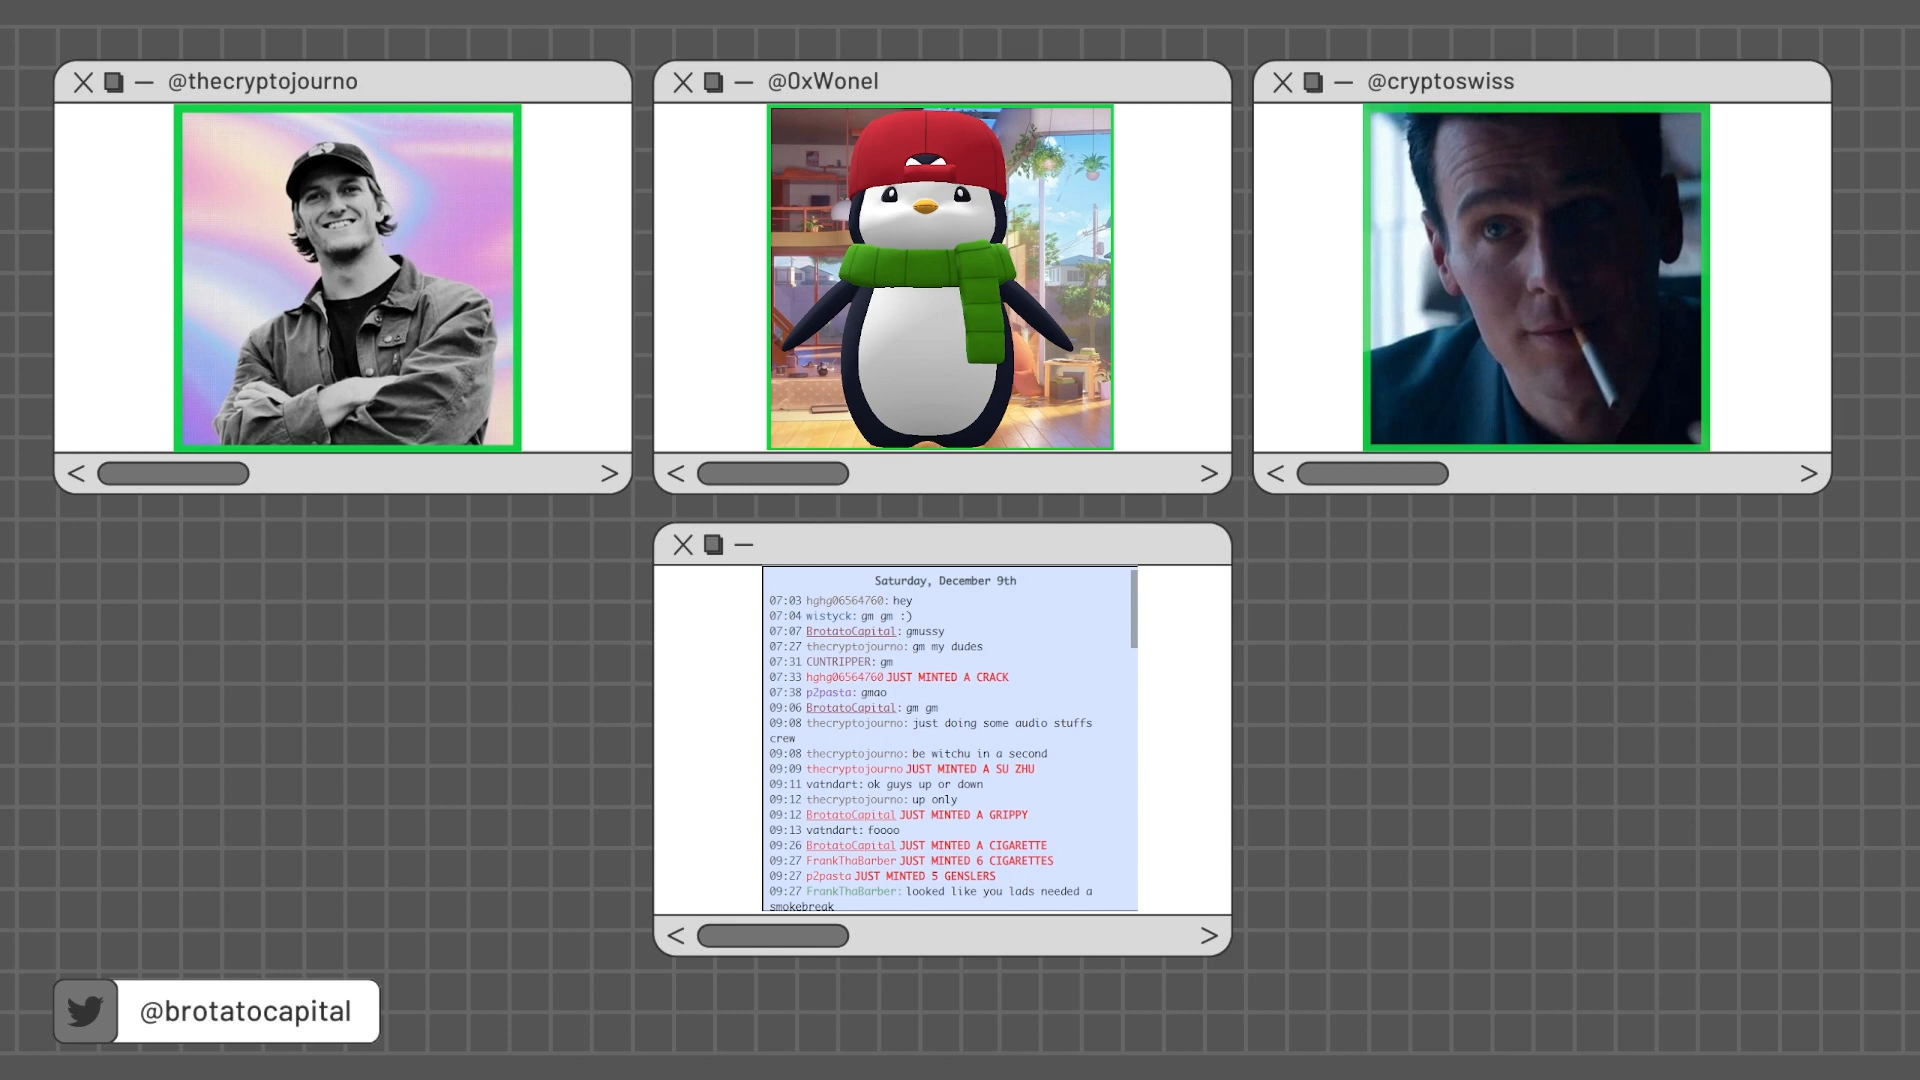 @thecryptojourno
@0xWonel
@cryptoswiss
Saturday, December 9th
07:03 hghg06564760: hey
07:04 wistyck: gm gm :)
07:07 BrotatoCapital: gmussy
07:27 thecryptojourno: gm my dudes
07:31 CUNTRIPPER: gm
07:33 hghg06564760 JUST MINTED A CRACK
07:38 p2pasta: gmao
09:06 BrotatoCapital: gm gm
09:08 thecryptojourno: just doing some audio stuffs
crew
09:08 thecryptojourno: be witchu in a second
09:09 thecryptojourno JUST MINTED A SU ZHU
09:11 vatndart: ok guys up or down
09:12 thecryptojourno: up only
09:12 BrotatoCapital JUST MINTED A GRIPPY
09:13 vatndart: foooo
09:26 BrotatoCapital JUST MINTED A CIGARETTE
09:27 FrankThaBarber JUST MINTED 6 CIGARETTES
09:27 p2pasta JUST MINTED 5 GENSLERS
09:27 FrankThaBarber: looked like you lads needed a
smokebreak
@brotatocapital